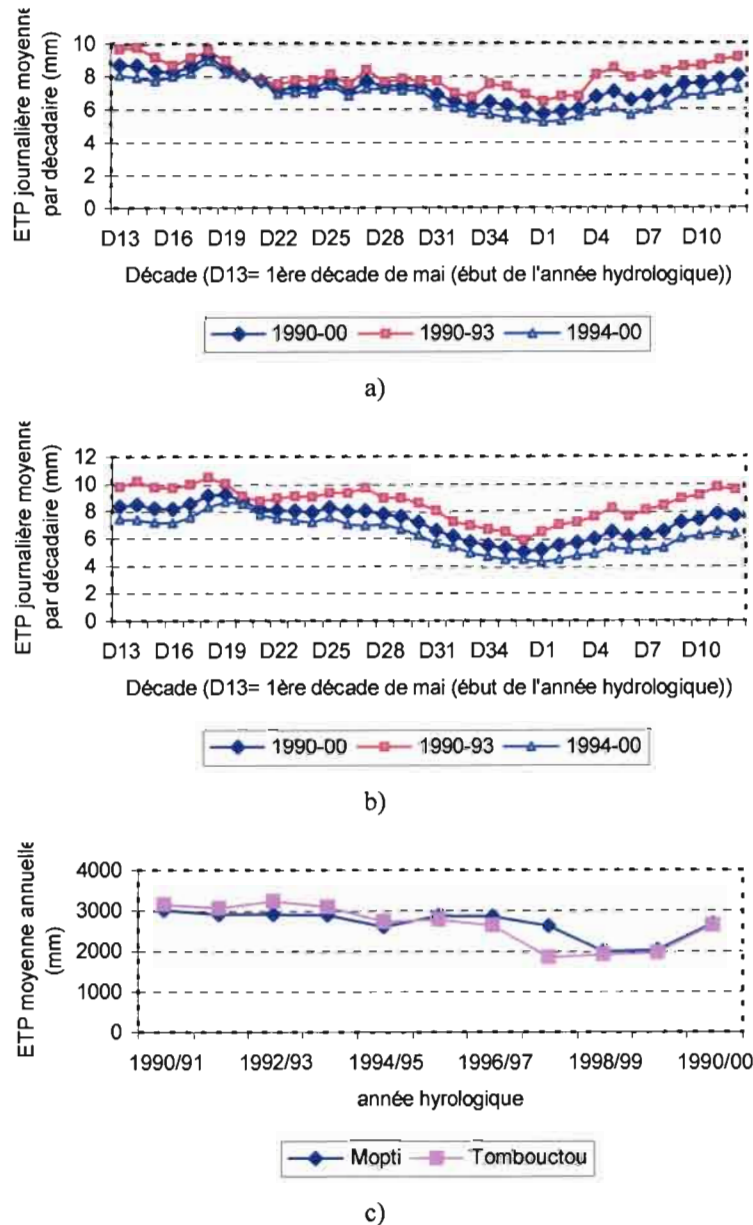 ETP journalière moyenne
par décadaire (mm)
10
8
6
4
2
0
D13 D16 D19 D22 D25 D28 D31 D34 D1 D4 D7 D10
Décade (D13= 1ère décade de mai (ébut de l'année hydrologique))
1990-00 1990-93 1994-00
a)
ETP journalière moyenne
par décadaire (mm)
12
10
8
6
4
2
0
D13 D16 D19 D22 D25 D28 D31 D34 D1 D4 D7 D10
Décade (D13= 1ère décade de mai (ébut de l'année hydrologique))
1990-00 1990-93 1994-00
b)
ETP moyenne annuelle
(mm)
4000
3000
2000
1000
0
1990/91 1992/93 1994/95 1996/97 1998/99 1990/00
année hyrologique
Mopti Tombouctou
c)